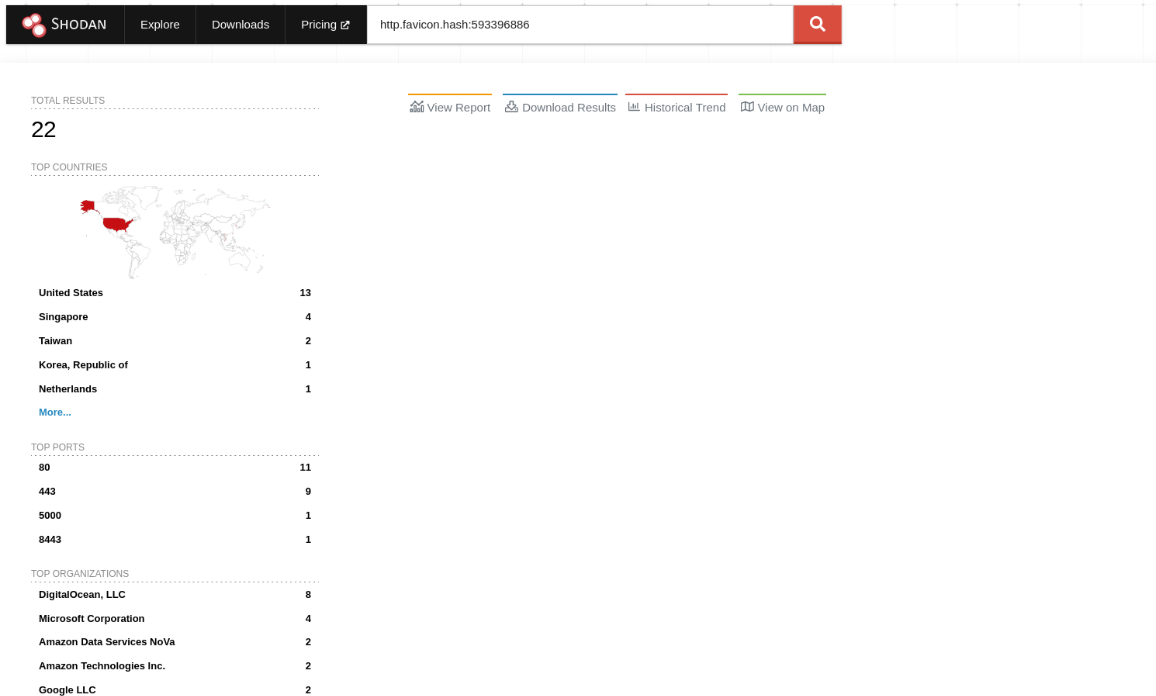 SHODAN Explore Downloads Pricing http.favicon.hash:593396886
TOTAL RESULTS
22
View Report Download Results Historical Trend View on Map
TOP COUNTRIES
United States 13
Singapore 4
Taiwan 2
Korea, Republic of 1
Netherlands 1
More...
TOP PORTS
80 11
443 9
5000 1
8443 1
TOP ORGANIZATIONS
DigitalOcean, LLC 8
Microsoft Corporation 4
Amazon Data Services NoVa 2
Amazon Technologies Inc. 2
Google LLC 2